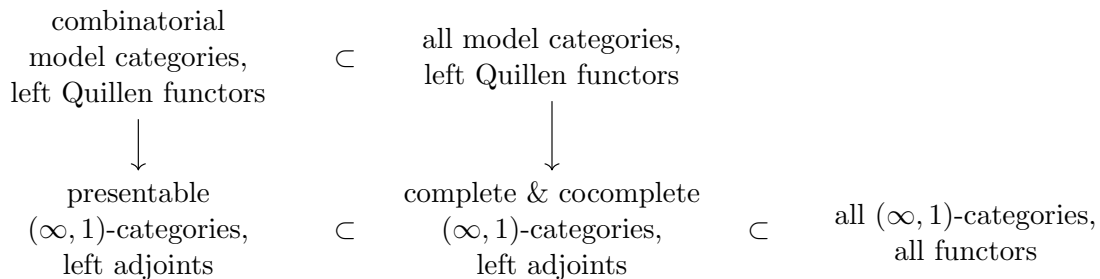 combinatorial
model categories,
left Quillen functors
⊂
all model categories,
left Quillen functors
presentable
(∞, 1)-categories,
left adjoints
⊂
complete & cocomplete
(∞, 1)-categories,
left adjoints
⊂
all (∞, 1)-categories,
all functors